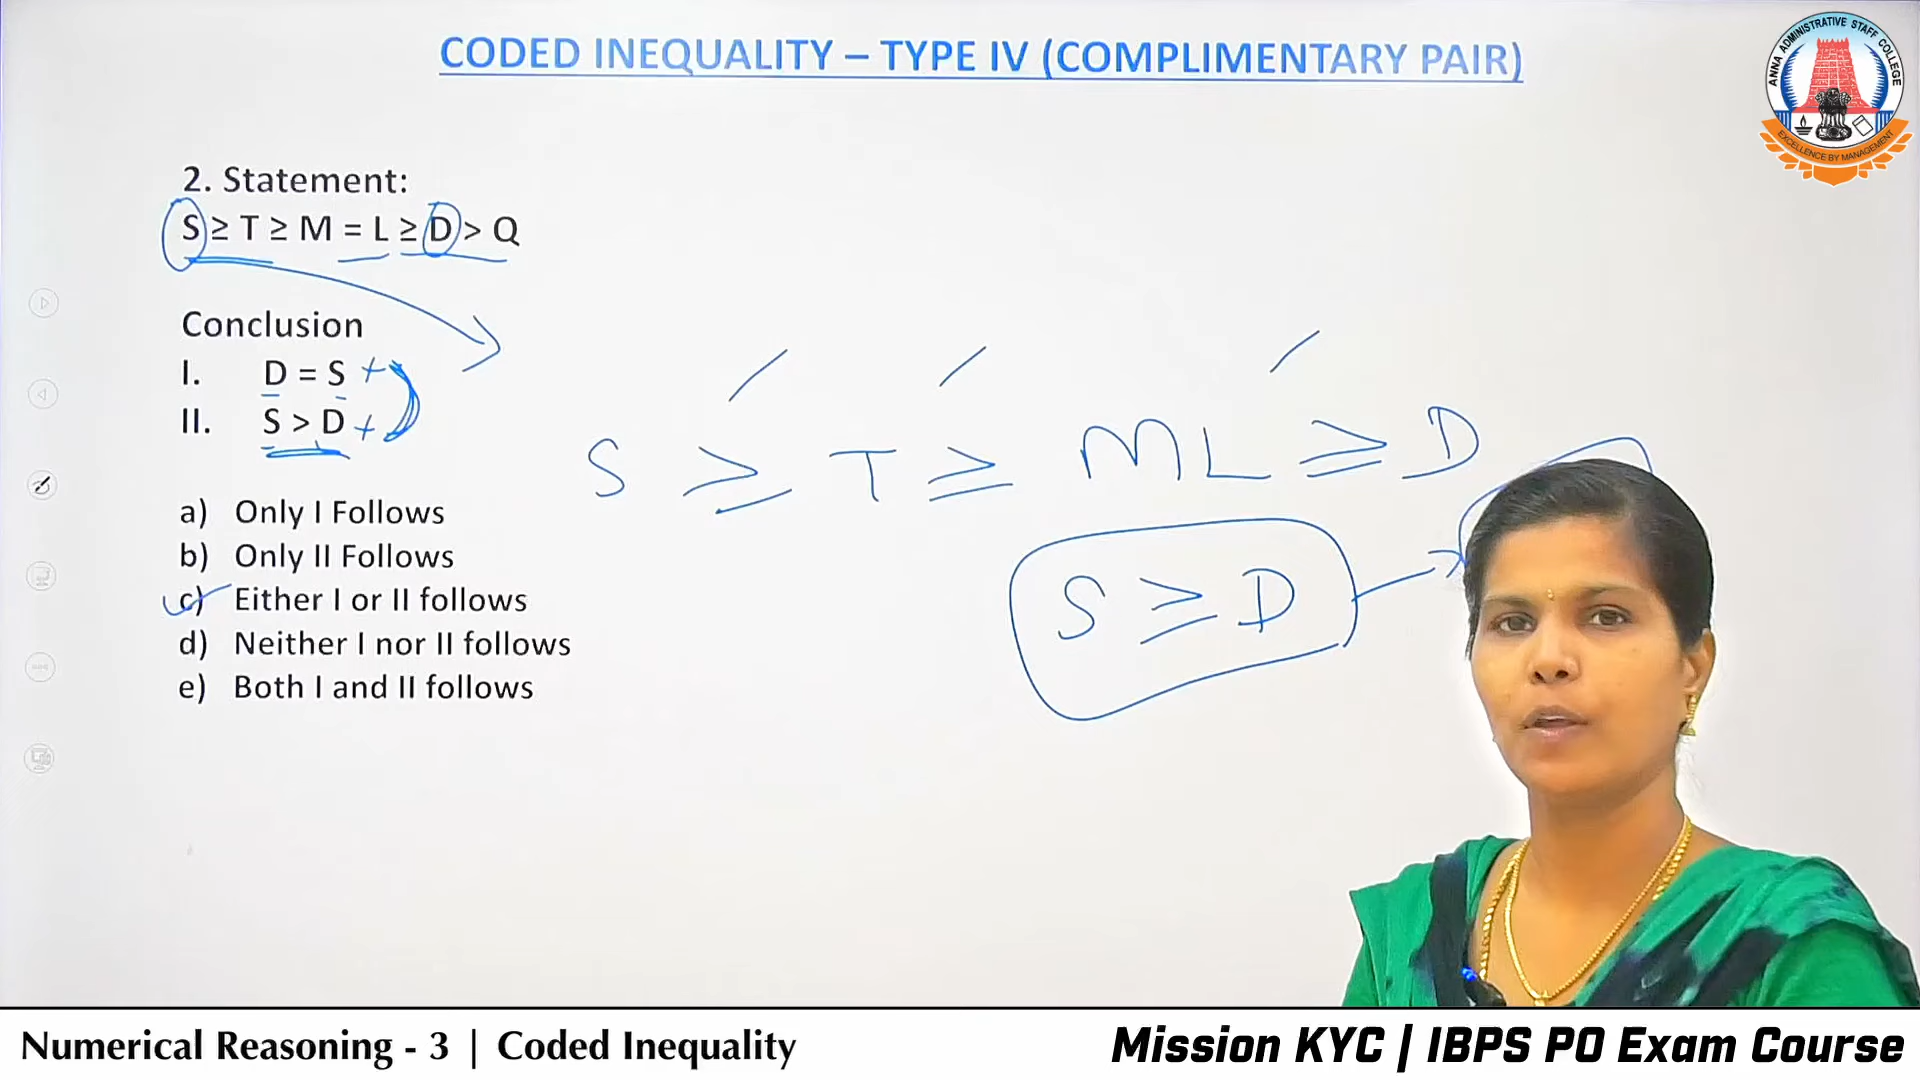 CODED INEQUALITY – TYPE IV (COMPLIMENTARY PAIR)
ANNA ADMINISTRATIVE STAFF COLLEGE
EXCELLENCE BY MANAGEMENT
2. Statement:
S ≥ T ≥ M = L ≥ D > Q
Conclusion
I. D = S +
II. S > D +
S ≥ T ≥ ML ≥ D
S ≥ D
a) Only I Follows
b) Only II Follows
c) Either I or II follows
d) Neither I nor II follows
e) Both I and II follows
Numerical Reasoning - 3 | Coded Inequality
Mission KYC | IBPS PO Exam Course